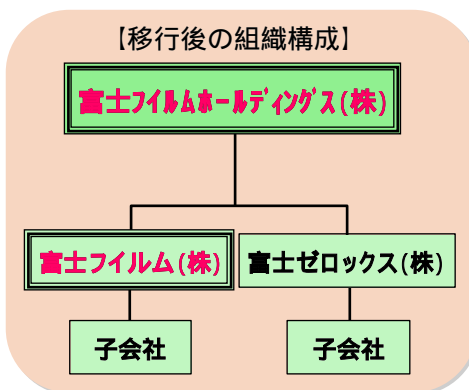 【移行後の組織構成】
富士フイルムホールディングス(株)
富士フイルム(株)
富士ゼロックス(株)
子会社
子会社